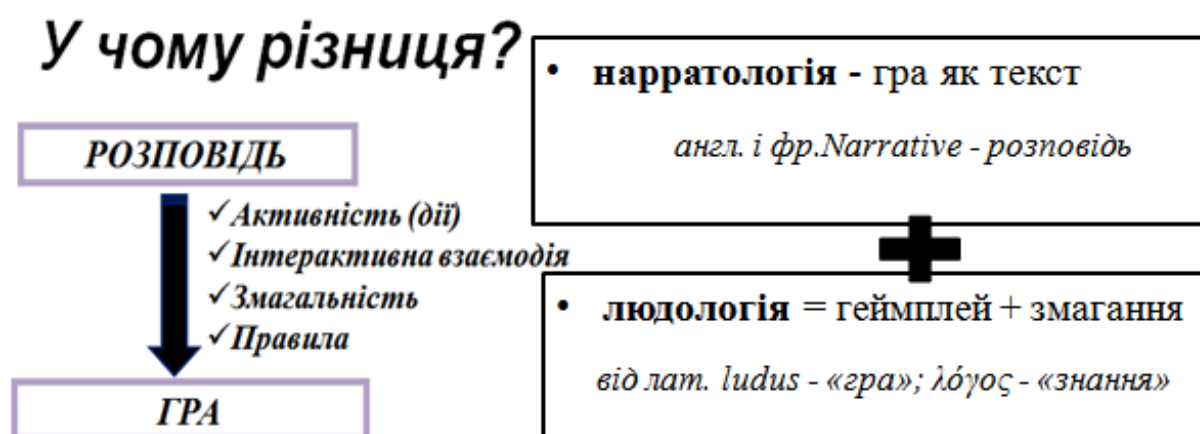 У чому різниця?
РОЗПОВІДЬ
✓Активність (дії)
✓Інтерактивна взаємодія
✓Змагальність
✓Правила
ГРА
• нарратологія - гра як текст
англ. і фр.Narrative - розповідь
• людологія = геймплей + змагання
від лат. ludus - «гра»; λόγος - «знання»